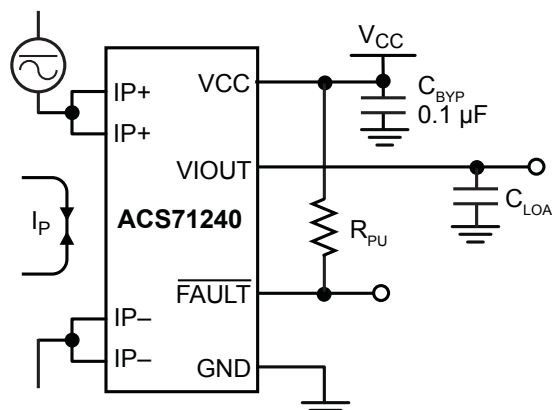 V_CC
IP+
VCC
C_BYP
0.1 µF
IP+
VIOUT
I_P
ACS71240
R_PU
C_LOA
FAULT
IP–
IP–
GND